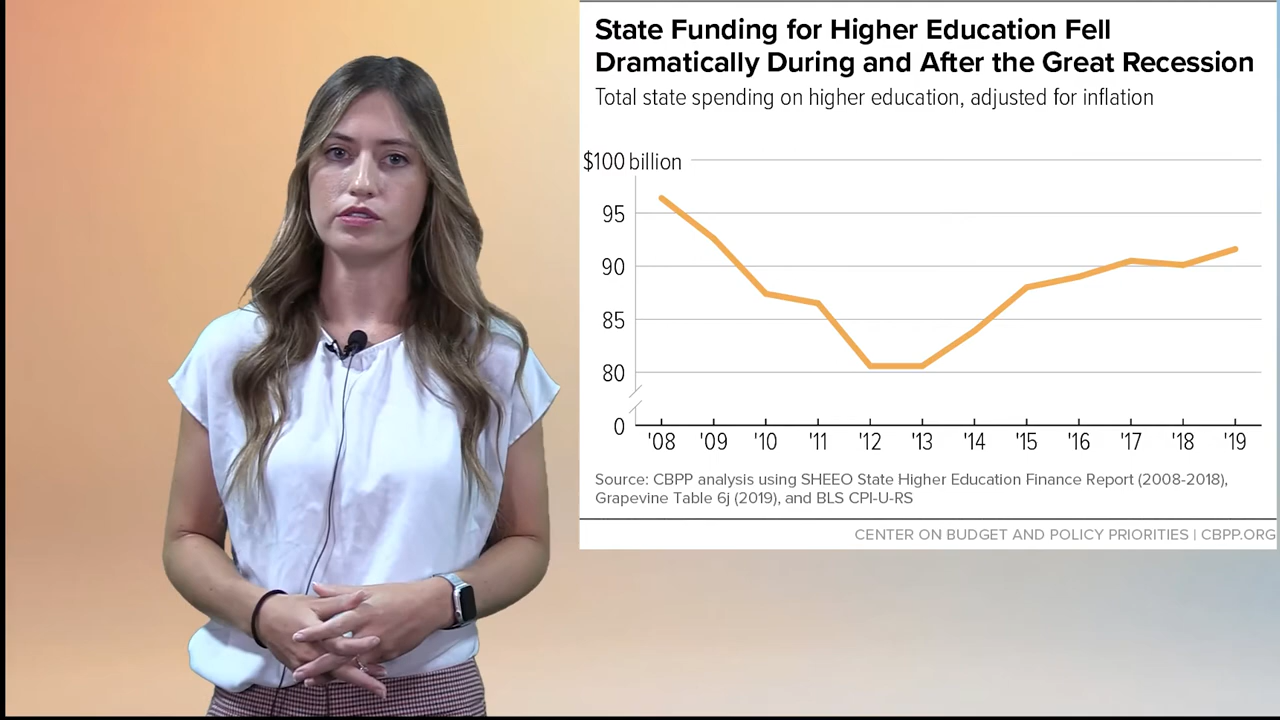 State Funding for Higher Education Fell
Dramatically During and After the Great Recession
Total state spending on higher education, adjusted for inflation
$100 billion
95
90
85
80
0
'08 '09 '10 '11 '12 '13 '14 '15 '16 '17 '18 '19
Source: CBPP analysis using SHEEO State Higher Education Finance Report (2008-2018),
Grapevine Table 6j (2019), and BLS CPI-U-RS
CENTER ON BUDGET AND POLICY PRIORITIES | CBPP.ORG